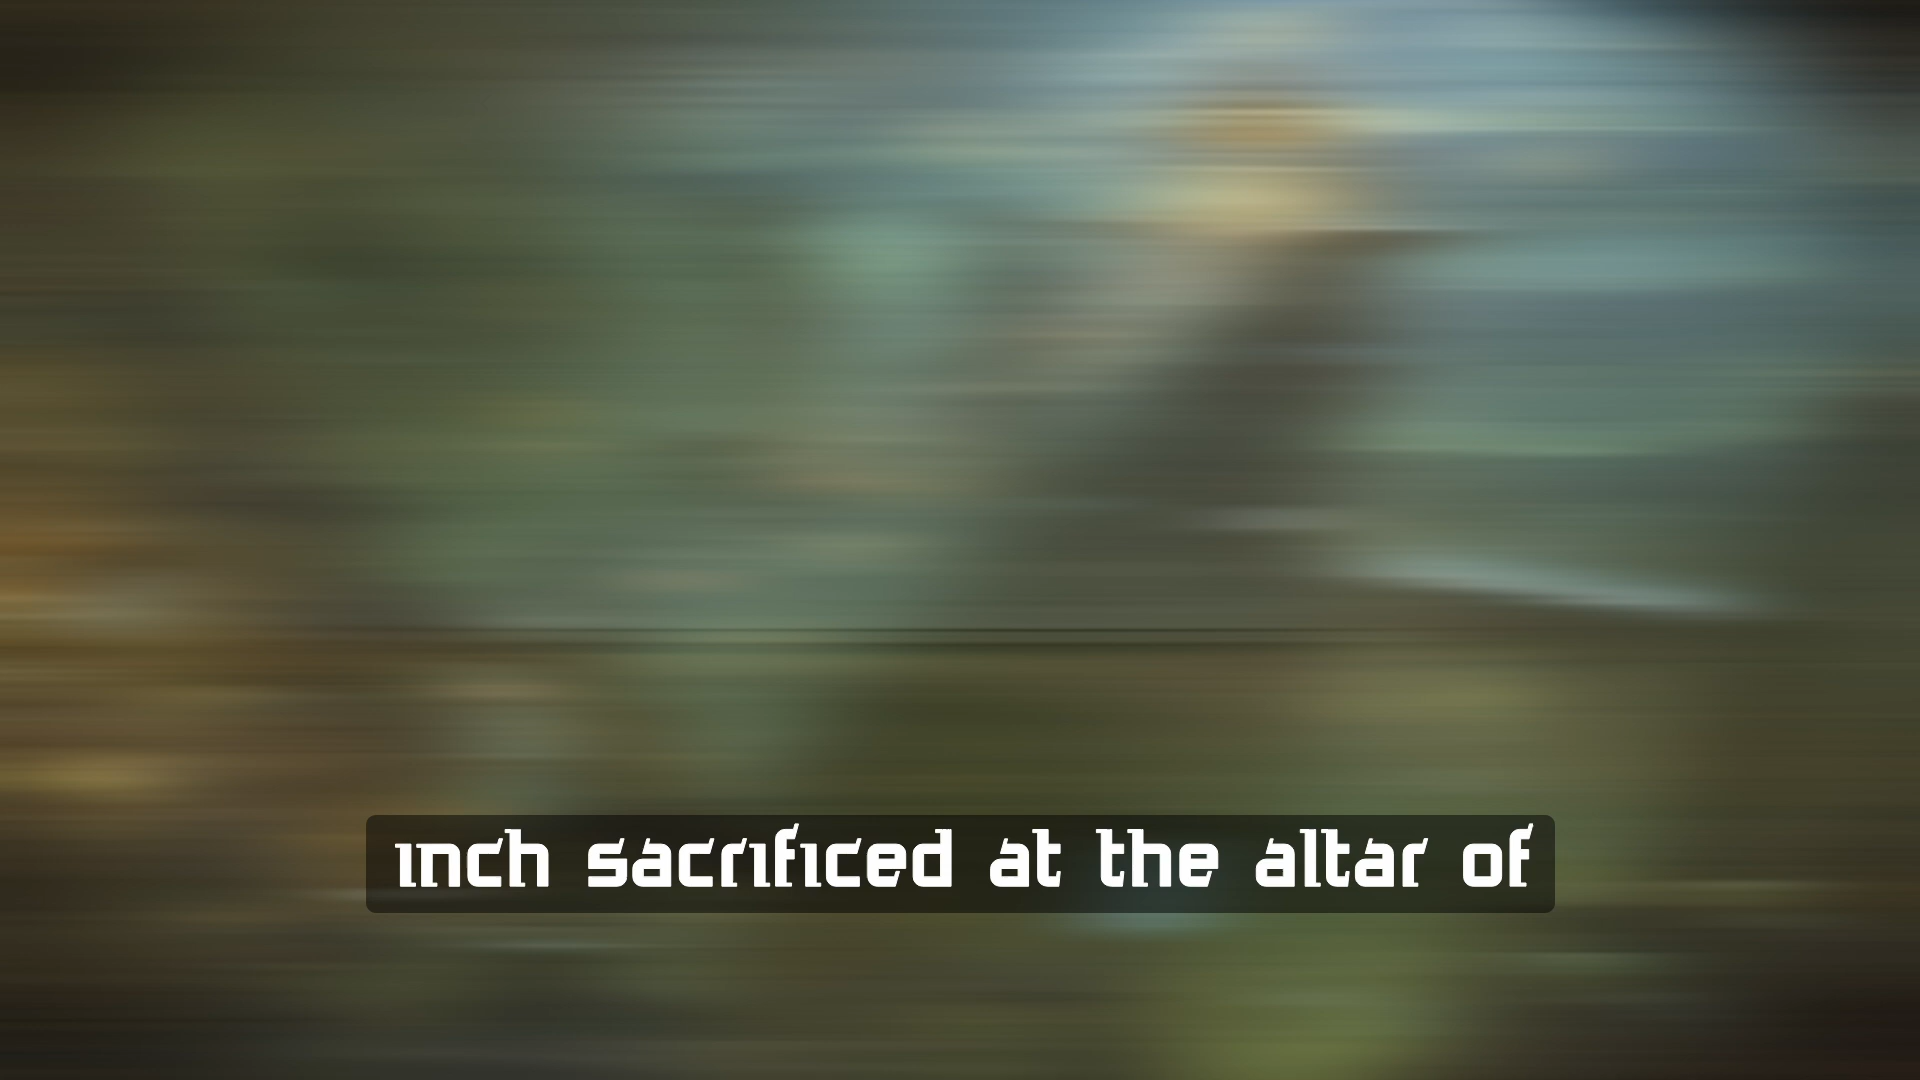 inch sacrificed at the altar of